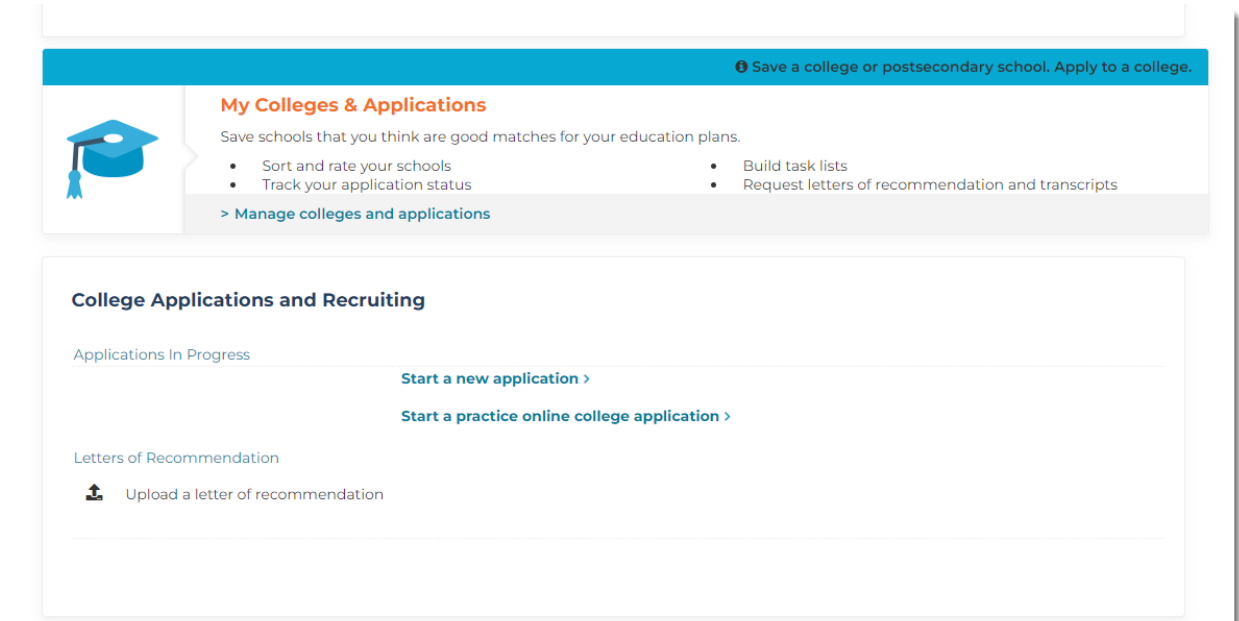 Save a college or postsecondary school. Apply to a college.
My Colleges & Applications
Save schools that you think are good matches for your education plans.
• Sort and rate your schools
• Track your application status
• Build task lists
• Request letters of recommendation and transcripts
> Manage colleges and applications
College Applications and Recruiting
Applications In Progress
Start a new application >
Start a practice online college application >
Letters of Recommendation
Upload a letter of recommendation